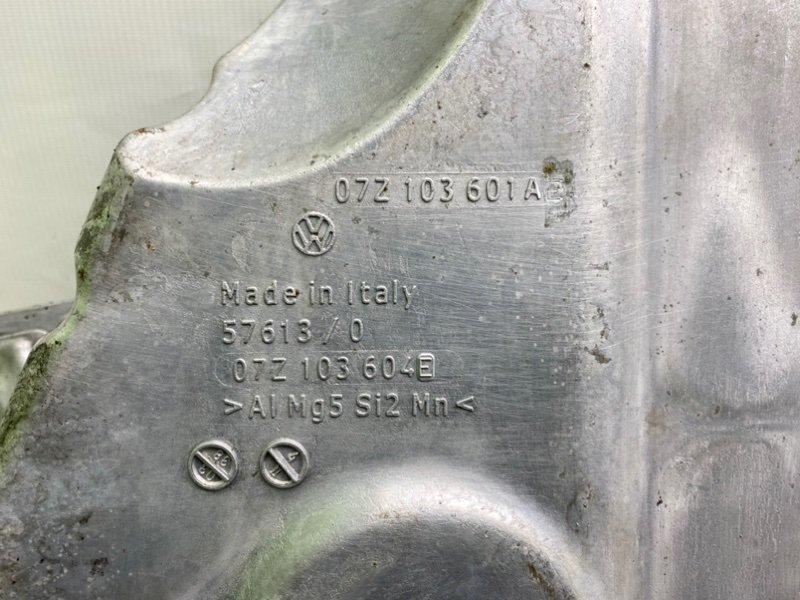 07Z 103 601 A
Made in Italy
57613 / 0
07Z 103 604 E
>Al Mg5 Si2 Mn<